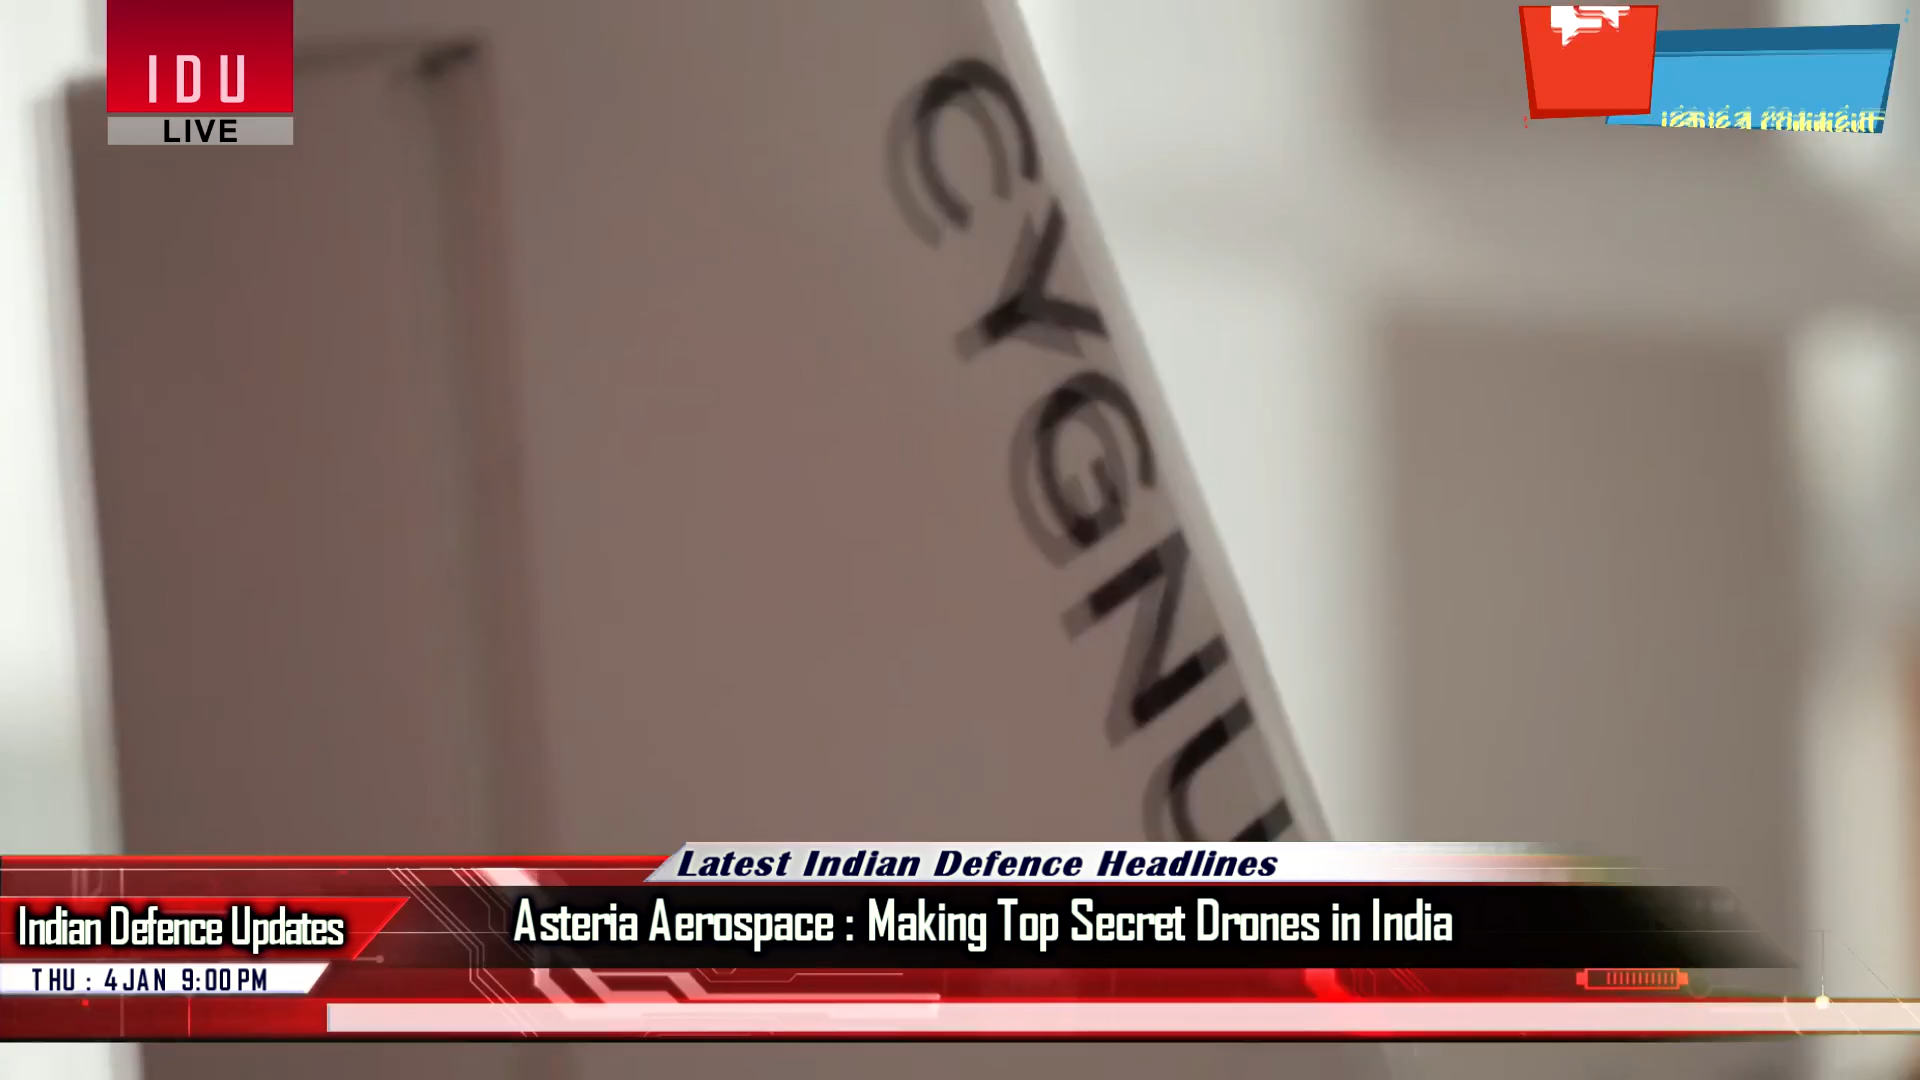 IDU
LIVE
CYGNU
Latest Indian Defence Headlines
Asteria Aerospace : Making Top Secret Drones in India
Indian Defence Updates
THU : 4 JAN 9:00 PM